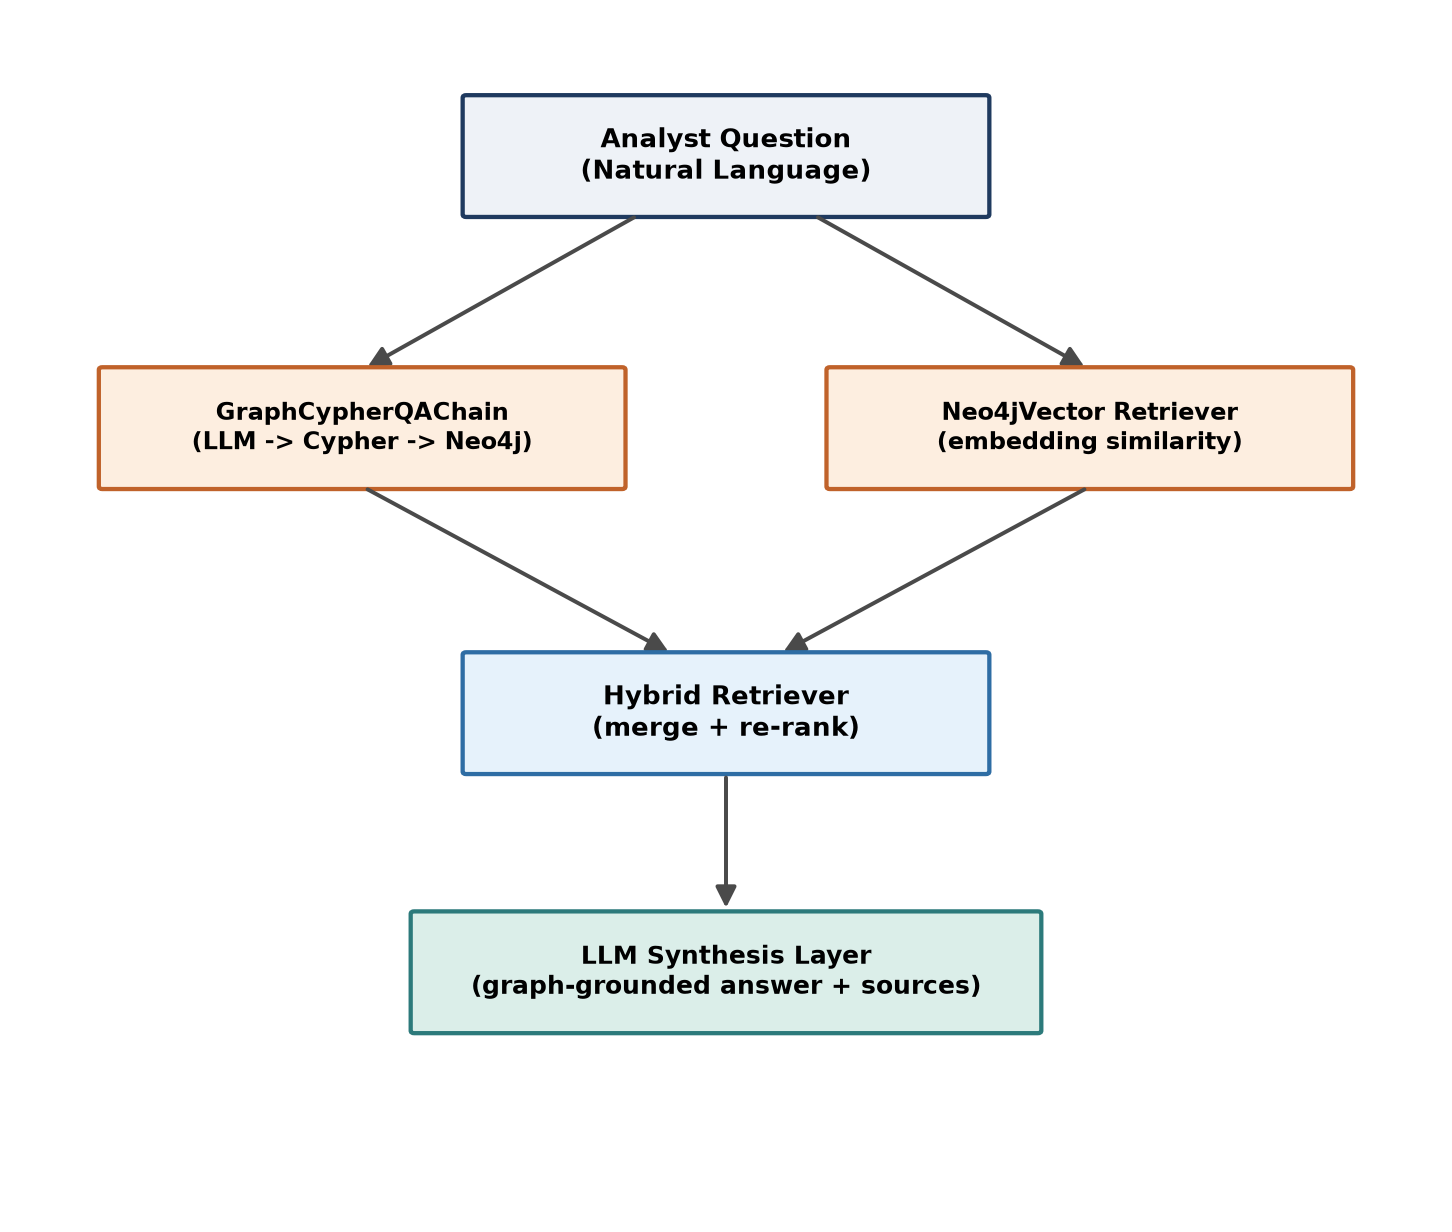 Analyst Question
(Natural Language)
GraphCypherQAChain
(LLM -> Cypher -> Neo4j)
Neo4jVector Retriever
(embedding similarity)
Hybrid Retriever
(merge + re-rank)
LLM Synthesis Layer
(graph-grounded answer + sources)